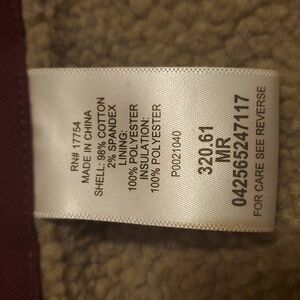 RN# 17754
MADE IN CHINA
SHELL: 98% COTTON
2% SPANDEX
LINING:
100% POLYESTER
INSULATION:
100% POLYESTER
P0021040
320.61
MR
042565247117
FOR CARE SEE REVERSE